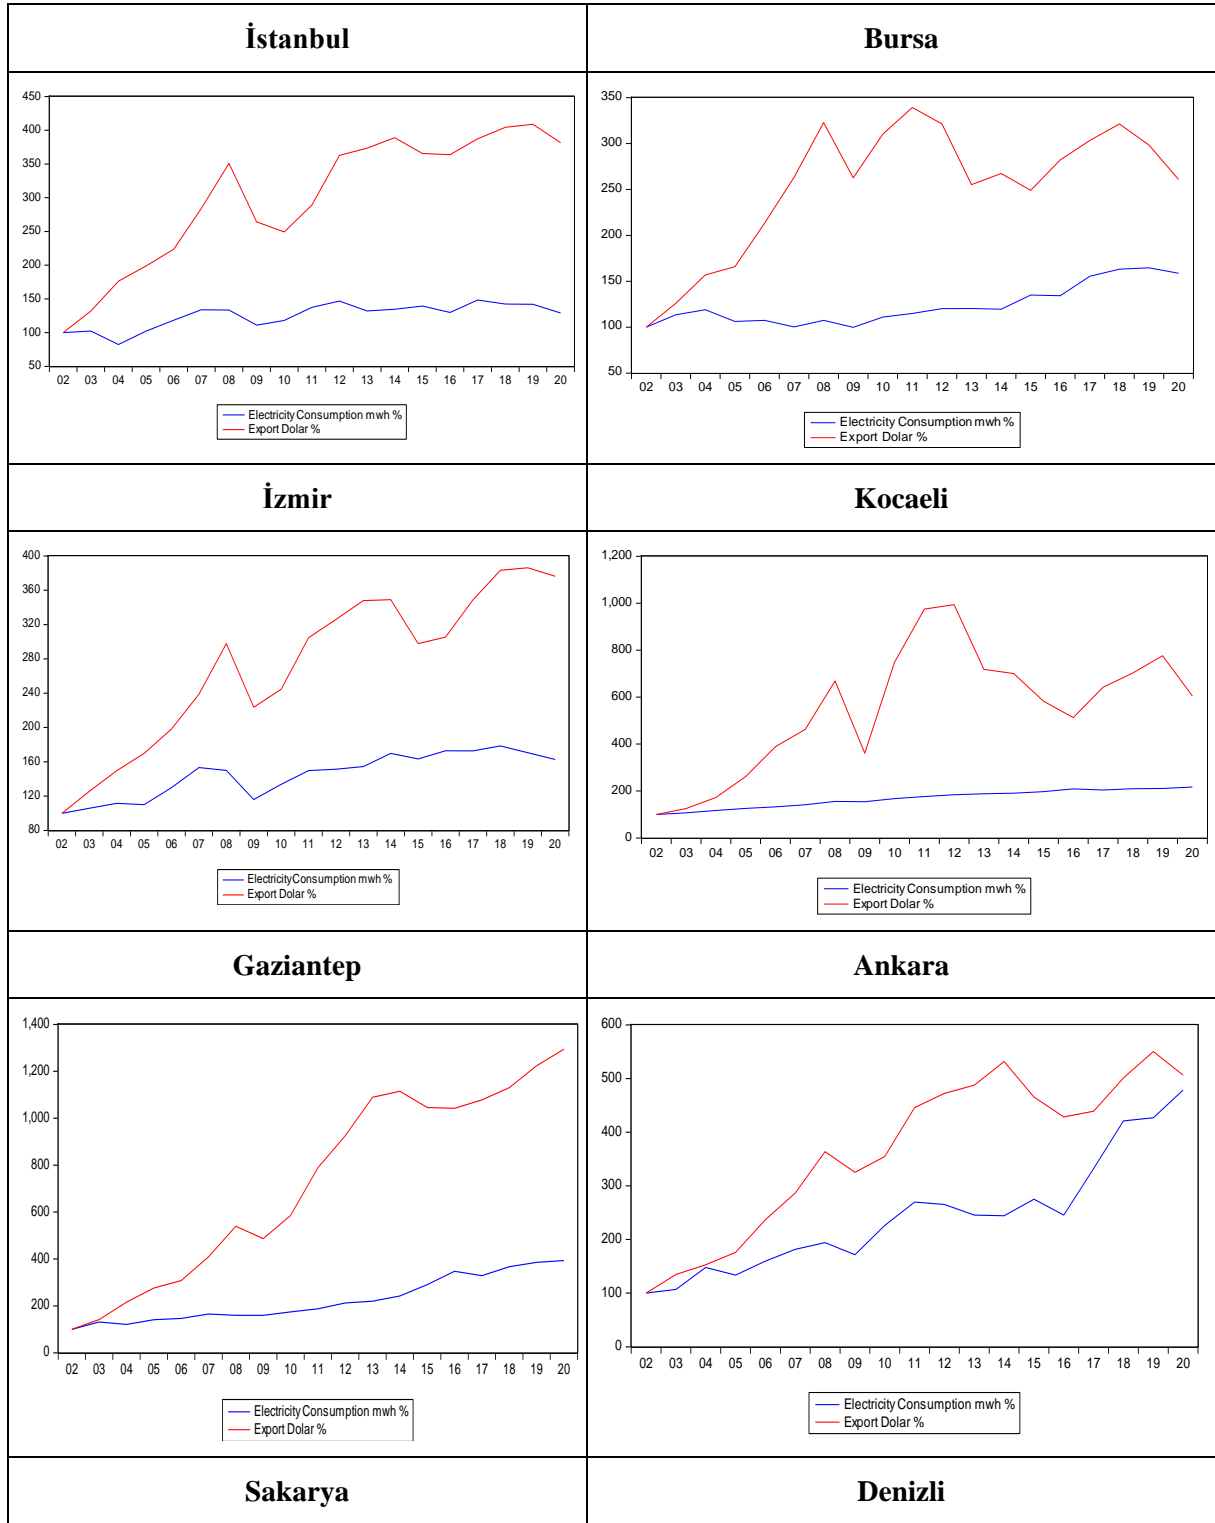 İstanbul
Bursa
450
400
350
300
250
200
150
100
50
02 03 04 05 06 07 08 09 10 11 12 13 14 15 16 17 18 19 20
Electricity Consumption mwh %
Export Dolar %
350
300
250
200
150
100
50
02 03 04 05 06 07 08 09 10 11 12 13 14 15 16 17 18 19 20
Electricity Consumption mwh %
Export Dolar %
İzmir
Kocaeli
400
360
320
280
240
200
160
120
80
02 03 04 05 06 07 08 09 10 11 12 13 14 15 16 17 18 19 20
Electricity Consumption mwh %
Export Dolar %
1,200
1,000
800
600
400
200
0
02 03 04 05 06 07 08 09 10 11 12 13 14 15 16 17 18 19 20
Electricity Consumption mwh %
Export Dolar %
Gaziantep
Ankara
1,400
1,200
1,000
800
600
400
200
0
02 03 04 05 06 07 08 09 10 11 12 13 14 15 16 17 18 19 20
Electricity Consumption mwh %
Export Dolar %
600
500
400
300
200
100
0
02 03 04 05 06 07 08 09 10 11 12 13 14 15 16 17 18 19 20
Electricity Consumption mwh %
Export Dolar %
Sakarya
Denizli